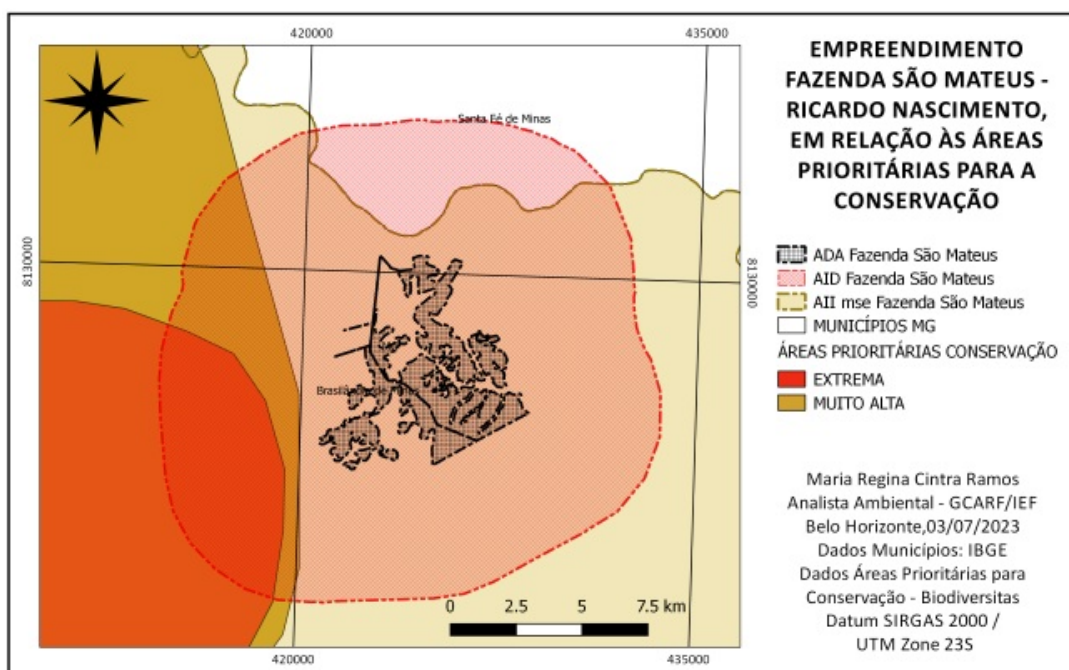 420000
435000
Santa Fé de Minas
8130000
8130000
Brasilândia de
420000
435000
0 2.5 5 7.5 km
EMPREENDIMENTO
FAZENDA SÃO MATEUS -
RICARDO NASCIMENTO,
EM RELAÇÃO ÀS ÁREAS
PRIORITÁRIAS PARA A
CONSERVAÇÃO
ADA Fazenda São Mateus
AID Fazenda São Mateus
AII mse Fazenda São Mateus
MUNICÍPIOS MG
ÁREAS PRIORITÁRIAS CONSERVAÇÃO
EXTREMA
MUITO ALTA
Maria Regina Cintra Ramos
Analista Ambiental - GCARF/IEF
Belo Horizonte,03/07/2023
Dados Municípios: IBGE
Dados Áreas Prioritárias para
Conservação - Biodiversitas
Datum SIRGAS 2000 /
UTM Zone 23S